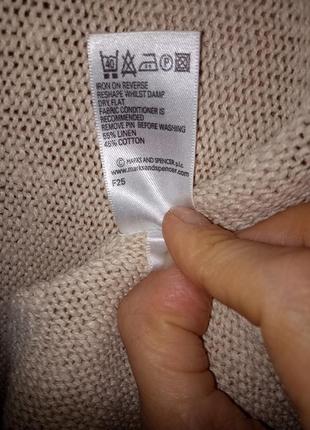 40 P
IRON ON REVERSE
RESHAPE WHILST DAMP
DRY FLAT
FABRIC CONDITIONER IS
RECOMMENDED
REMOVE PIN BEFORE WASHING
55% LINEN
45% COTTON
© MARKS AND SPENCER p.l.c.
www.marksandspencer.com
F25